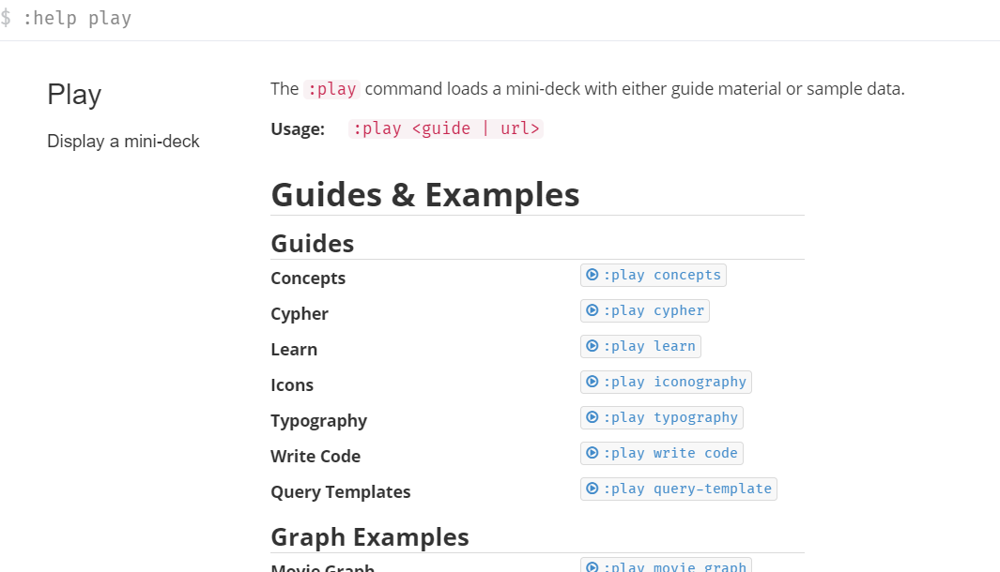 $ :help play
Play
Display a mini-deck
The :play command loads a mini-deck with either guide material or sample data.
Usage: :play <guide | url>
Guides & Examples
Guides
Concepts :play concepts
Cypher :play cypher
Learn :play learn
Icons :play iconography
Typography :play typography
Write Code :play write code
Query Templates :play query-template
Graph Examples
Movie Graph :play movie graph